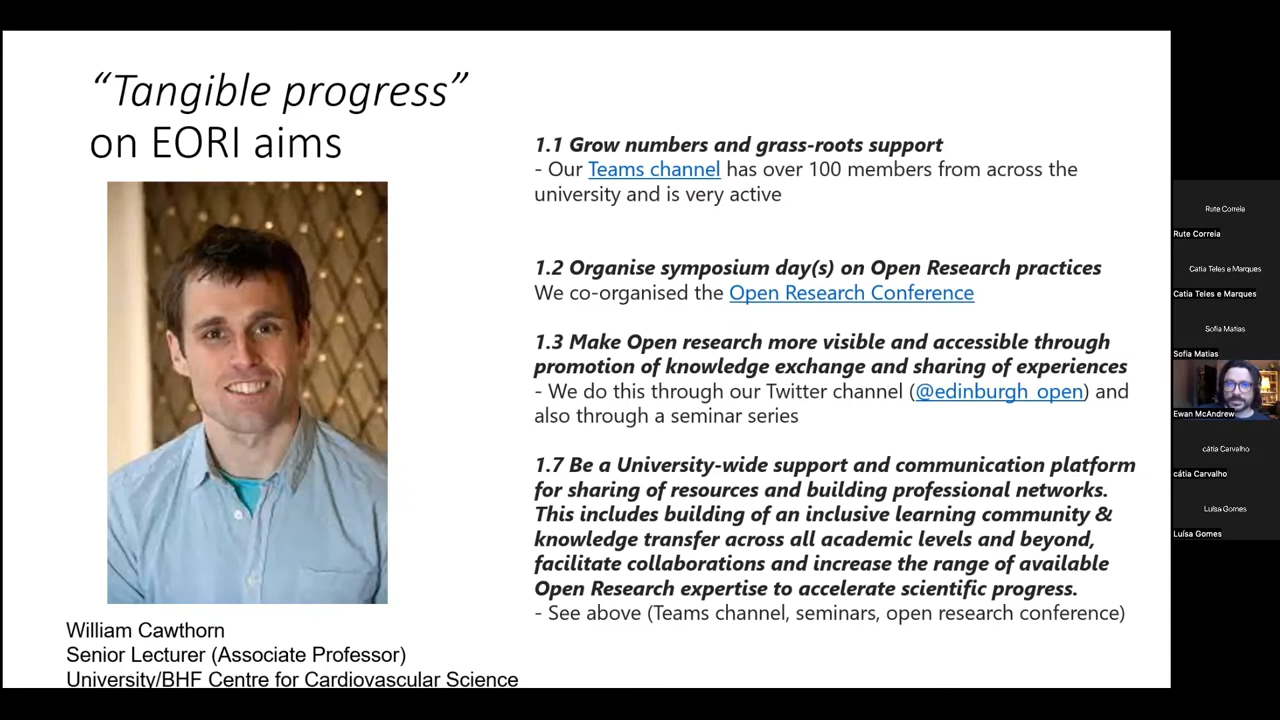 “Tangible progress”
on EORI aims
1.1 Grow numbers and grass-roots support
- Our Teams channel has over 100 members from across the
university and is very active
1.2 Organise symposium day(s) on Open Research practices
We co-organised the Open Research Conference
1.3 Make Open research more visible and accessible through
promotion of knowledge exchange and sharing of experiences
- We do this through our Twitter channel (@edinburgh_open) and
also through a seminar series
1.7 Be a University-wide support and communication platform
for sharing of resources and building professional networks.
This includes building of an inclusive learning community &
knowledge transfer across all academic levels and beyond,
facilitate collaborations and increase the range of available
Open Research expertise to accelerate scientific progress.
- See above (Teams channel, seminars, open research conference)
William Cawthorn
Senior Lecturer (Associate Professor)
University/BHF Centre for Cardiovascular Science
Rute Correia
Rute Correia
Catia Teles e Marques
Catia Teles e Marques
Sofia Matias
Sofia Matias
Ewan McAndrew
cátia Carvalho
cátia Carvalho
Luísa Gomes
Luísa Gomes